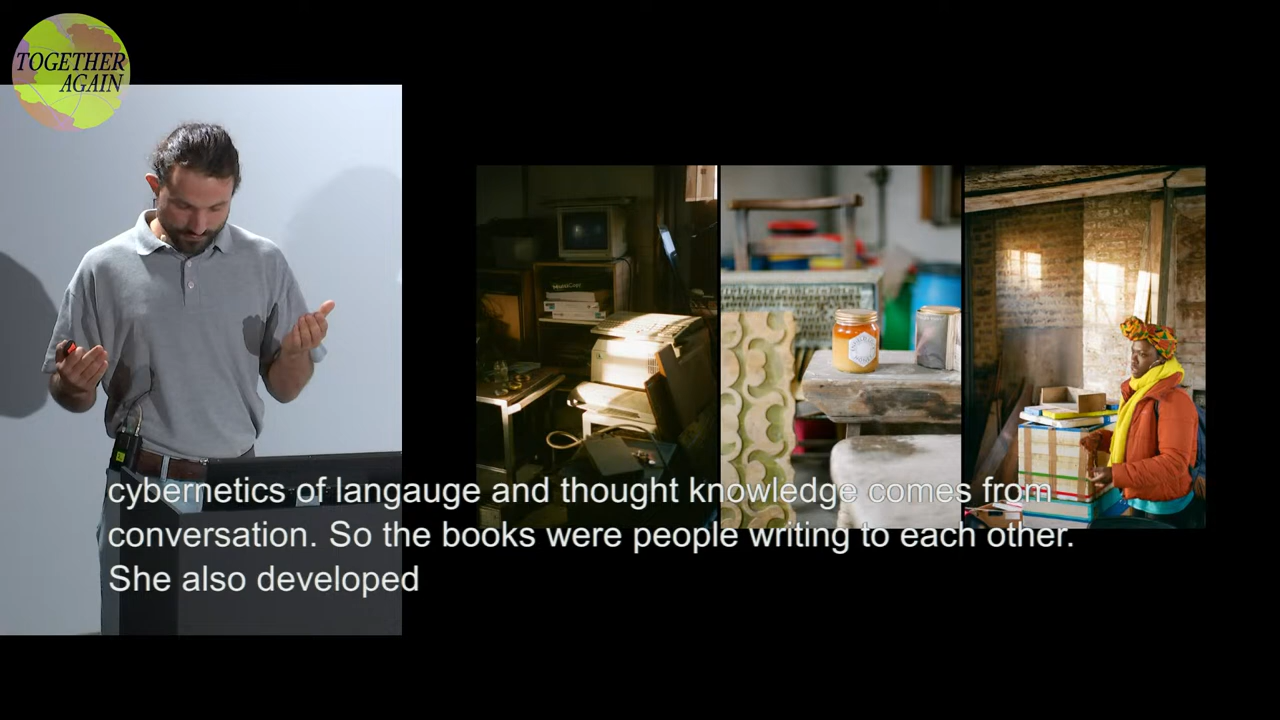 TOGETHER
AGAIN
cybernetics of langauge and thought knowledge comes from
conversation. So the books were people writing to each other.
She also developed